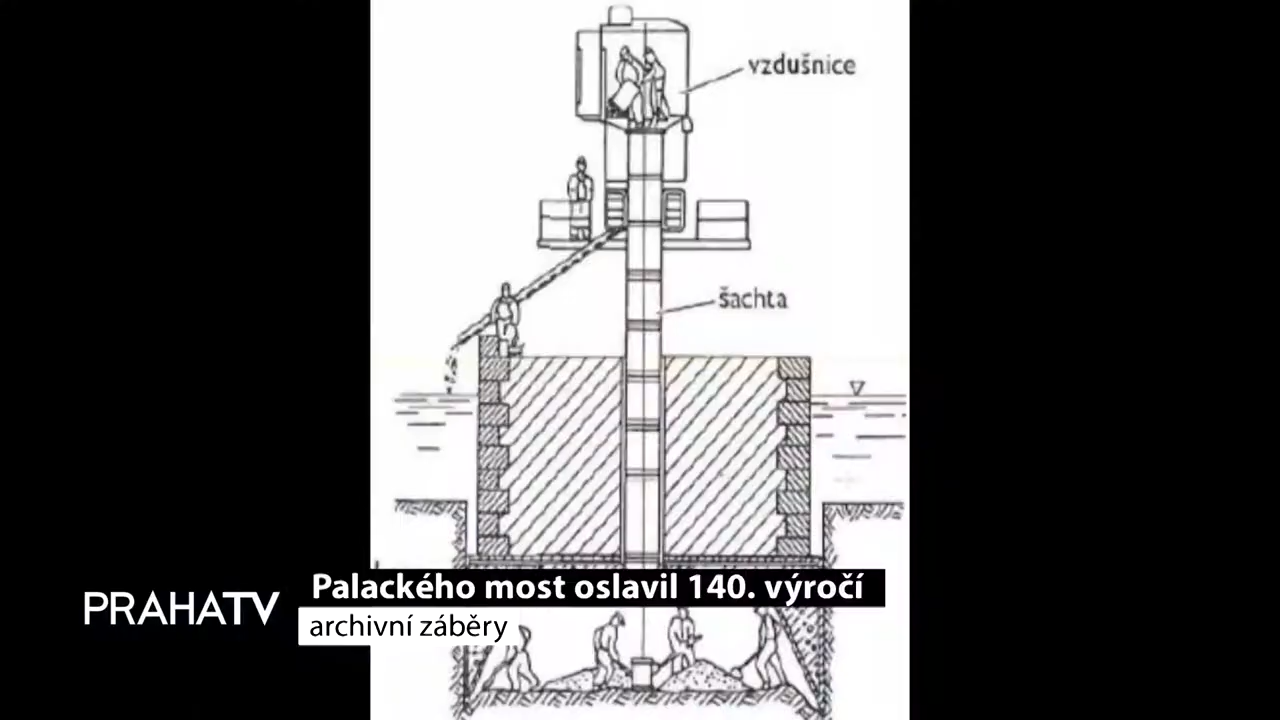 vzdušnice
šachta
PRAHATV
Palackého most oslavil 140. výročí
archivní záběry